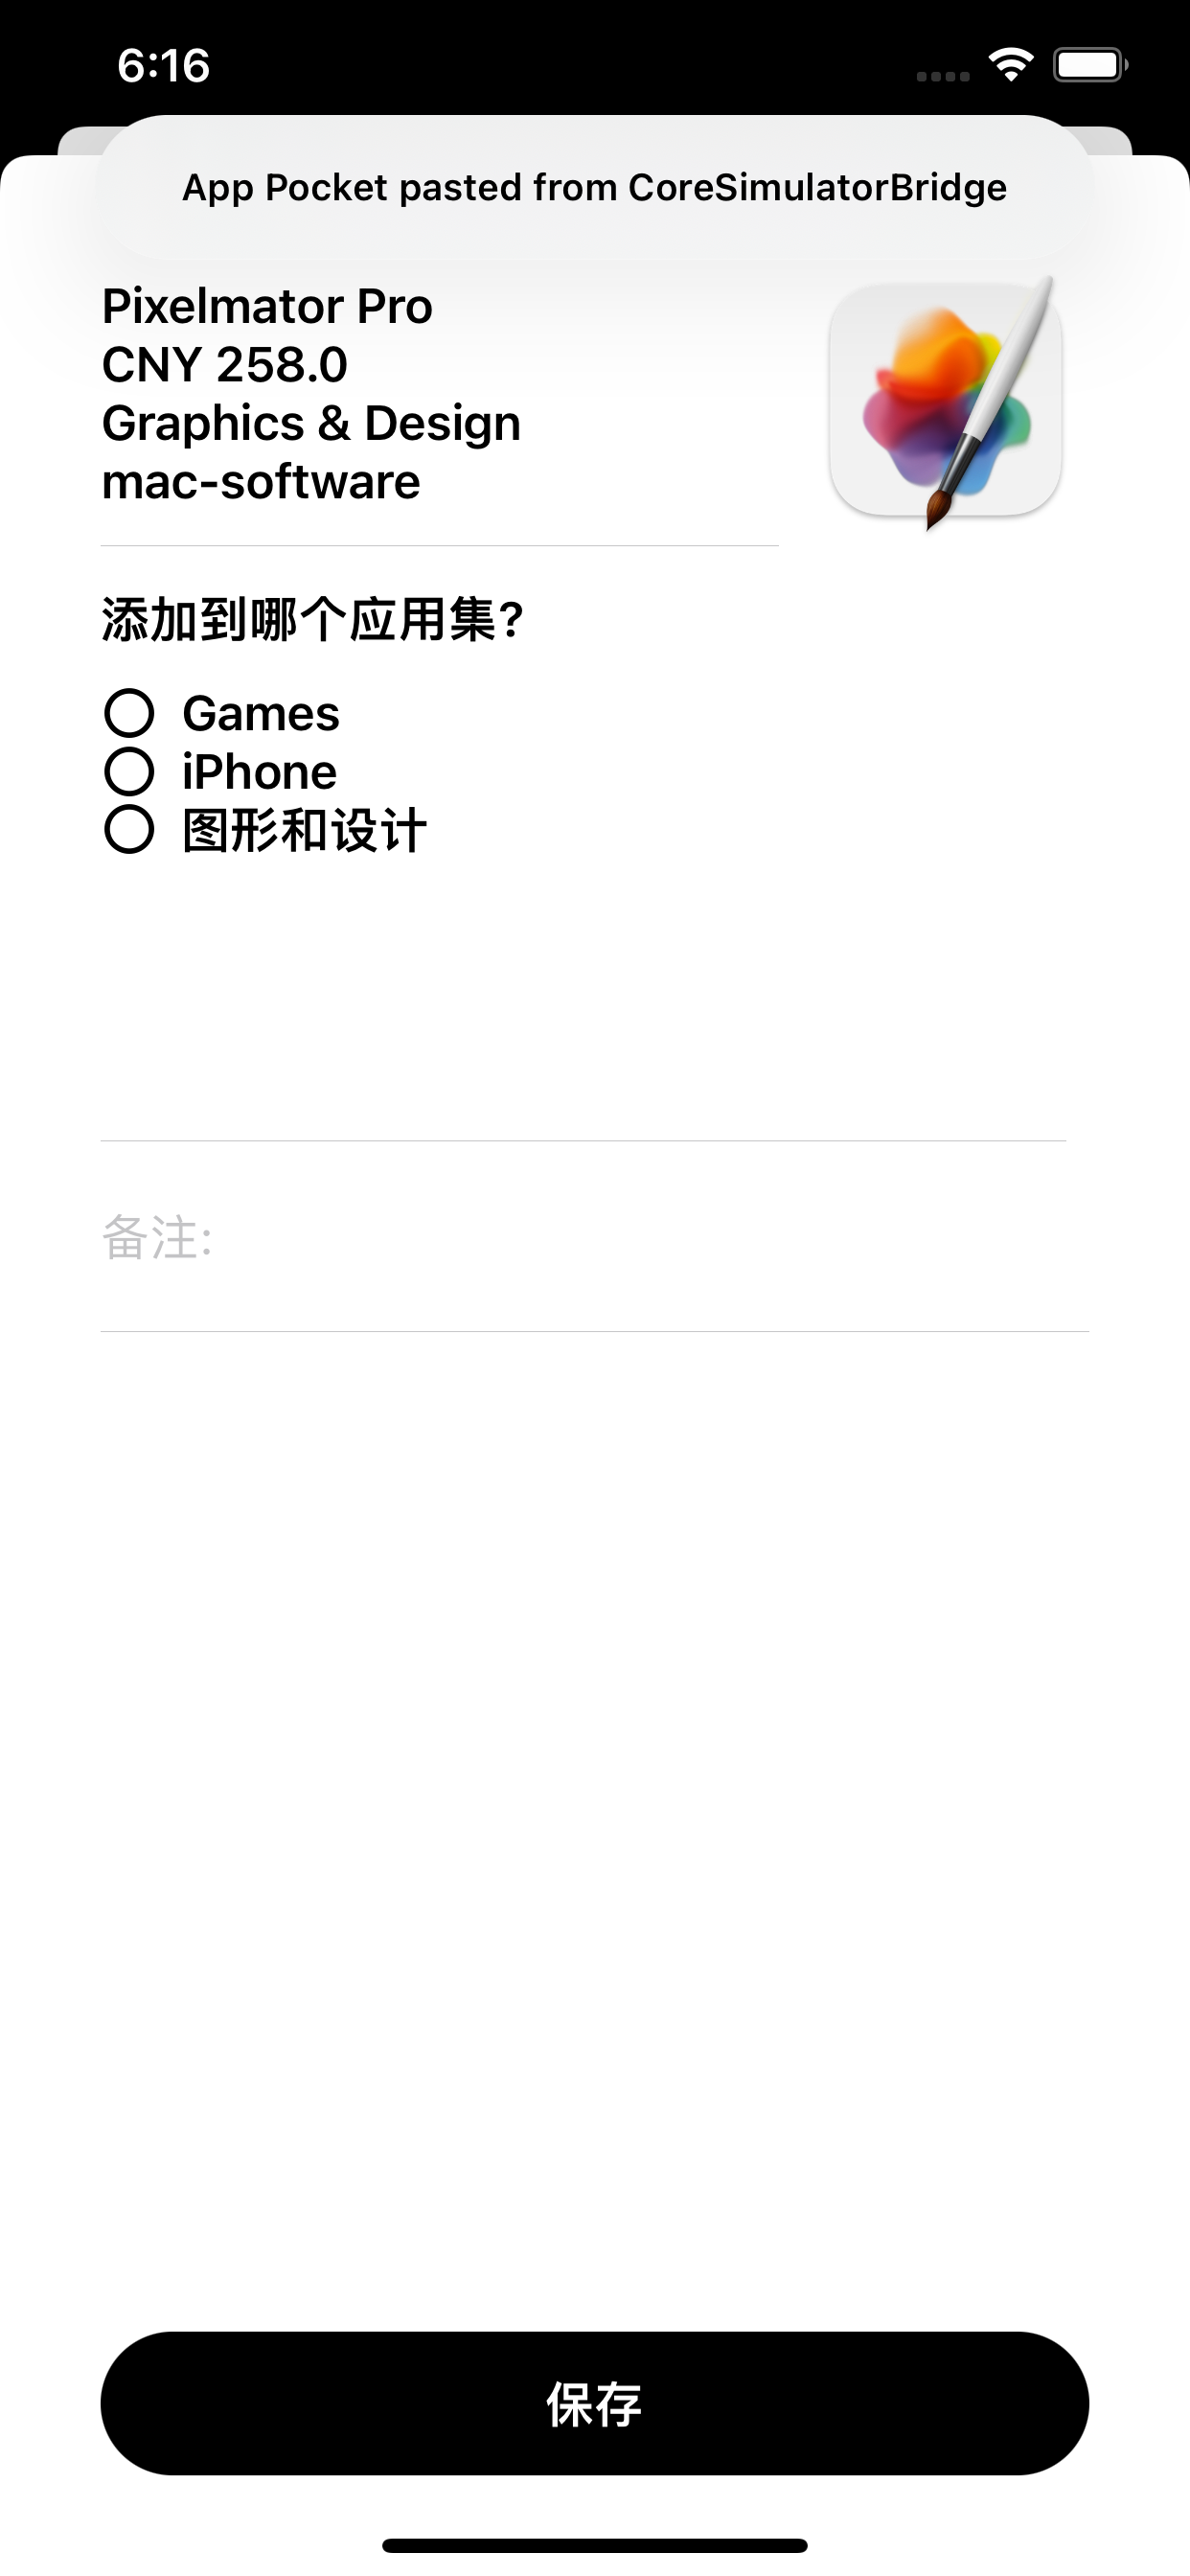 6:16
App Pocket pasted from CoreSimulatorBridge
Pixelmator Pro
CNY 258.0
Graphics & Design
mac-software
添加到哪个应用集?
Games
iPhone
图形和设计
备注:
保存